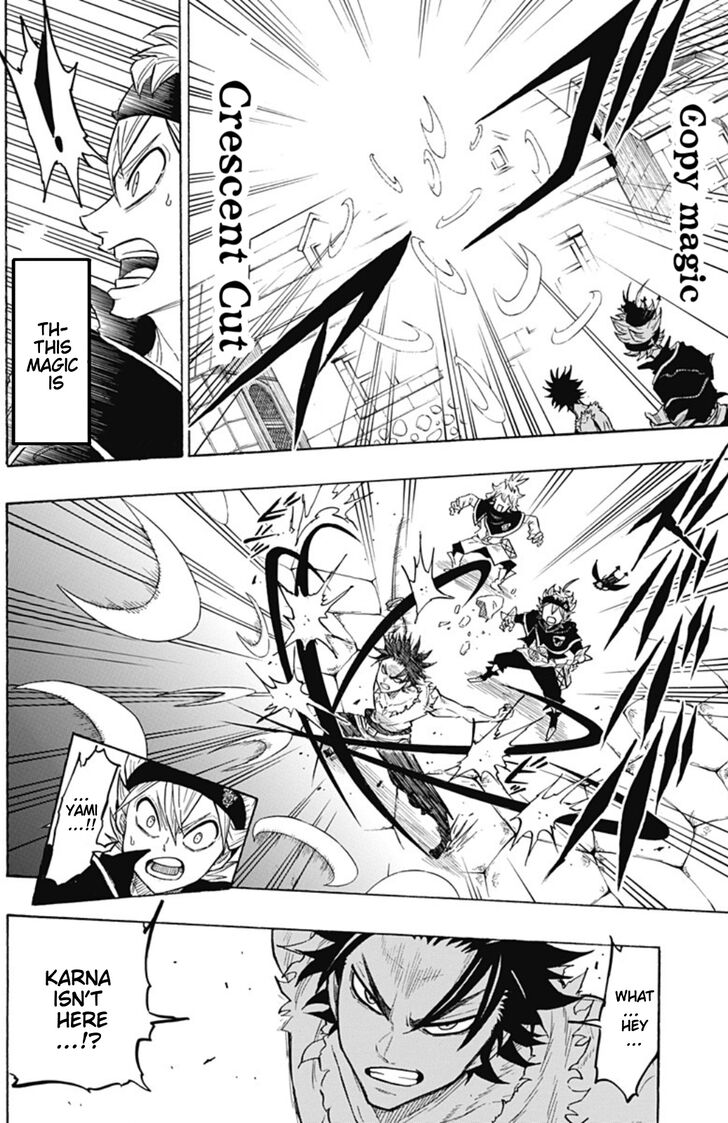 Copy magic
Crescent Cut
!
TH-
THIS
MAGIC
IS
...
YAMI
...!!
WHAT
...
HEY
...
KARNA
ISN'T
HERE
...!?